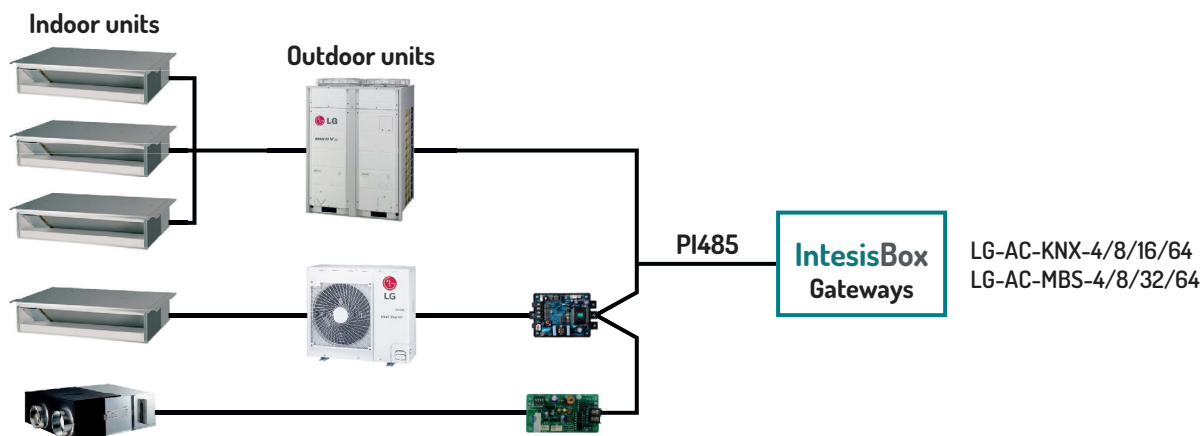 Indoor units
Outdoor units
LG
PI485
IntesisBox
Gateways
LG-AC-KNX-4/8/16/64
LG-AC-MBS-4/8/32/64
LG